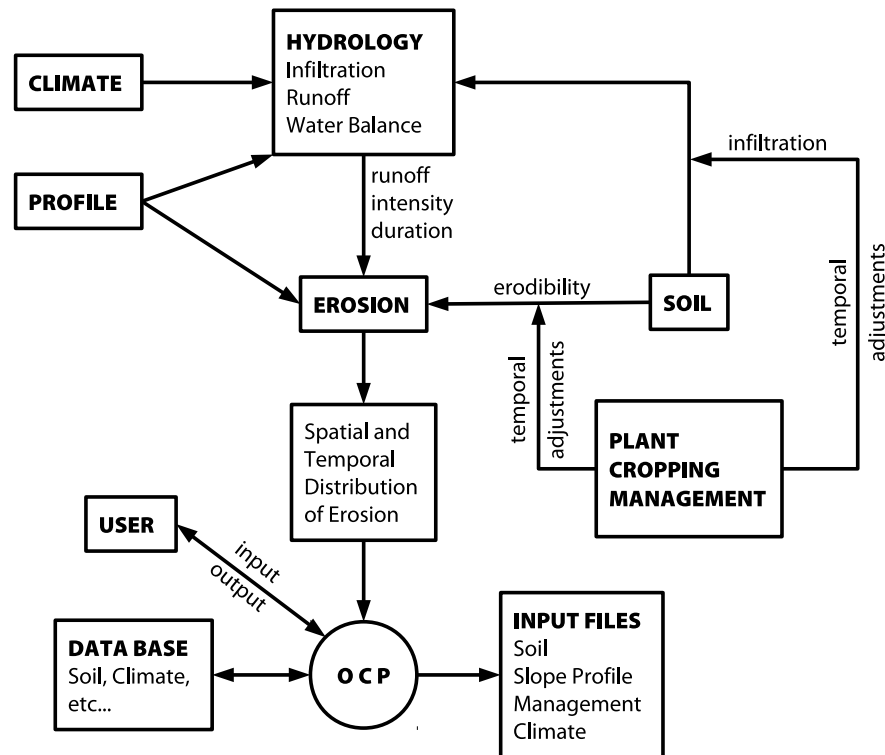 HYDROLOGY
Infiltration
Runoff
Water Balance
CLIMATE
infiltration
PROFILE
runoff
intensity
duration
temporal
adjustments
EROSION
erodibility
SOIL
temporal
adjustments
Spatial and
Temporal
Distribution
of Erosion
PLANT
CROPPING
MANAGEMENT
USER
input
output
DATA BASE
Soil, Climate,
etc...
O C P
INPUT FILES
Soil
Slope Profile
Management
Climate